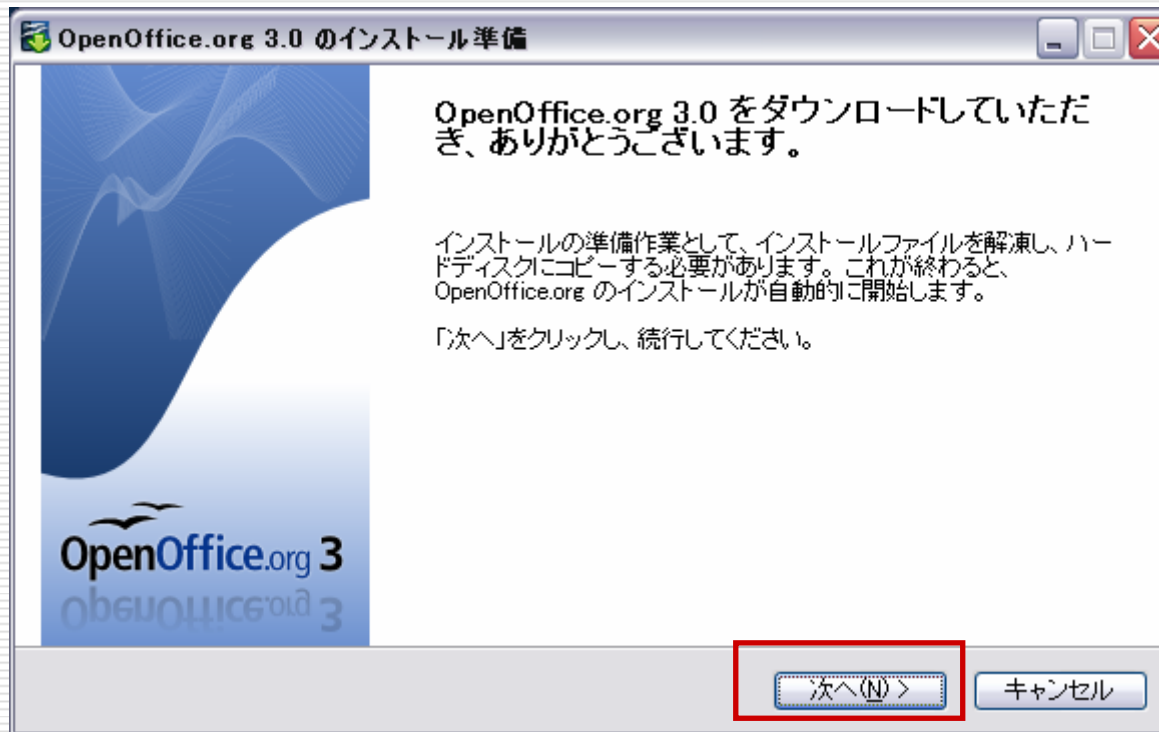 OpenOffice.org 3.0 のインストール準備
OpenOffice.org 3.0 をダウンロードしていただ
き、ありがとうございます。
インストールの準備作業として、インストールファイルを解凍し、ハー
ドディスクにコピーする必要があります。これが終わると、
OpenOffice.org のインストールが自動的に開始します。
「次へ」をクリックし、続行してください。
OpenOffice.org 3
次へ(N) >
キャンセル